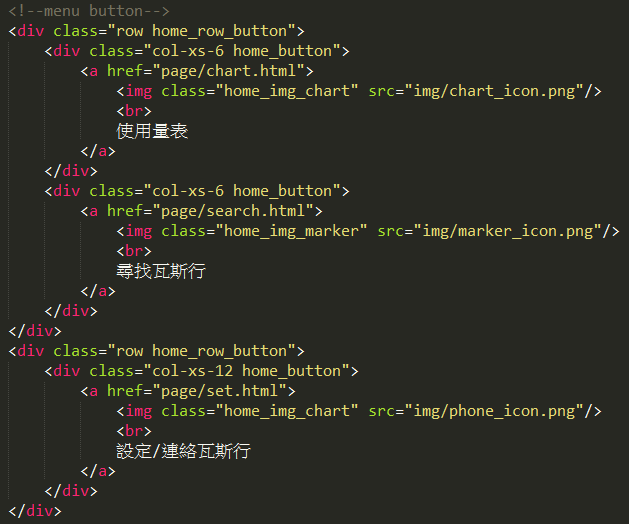 <!--menu button-->
<div class="row home_row_button">
    <div class="col-xs-6 home_button">
        <a href="page/chart.html">
            <img class="home_img_chart" src="img/chart_icon.png"/>
            <br>
            使用量表
        </a>
    </div>
    <div class="col-xs-6 home_button">
        <a href="page/search.html">
            <img class="home_img_marker" src="img/marker_icon.png"/>
            <br>
            尋找瓦斯行
        </a>
    </div>
</div>
<div class="row home_row_button">
    <div class="col-xs-12 home_button">
        <a href="page/set.html">
            <img class="home_img_chart" src="img/phone_icon.png"/>
            <br>
            設定/連絡瓦斯行
        </a>
    </div>
</div>